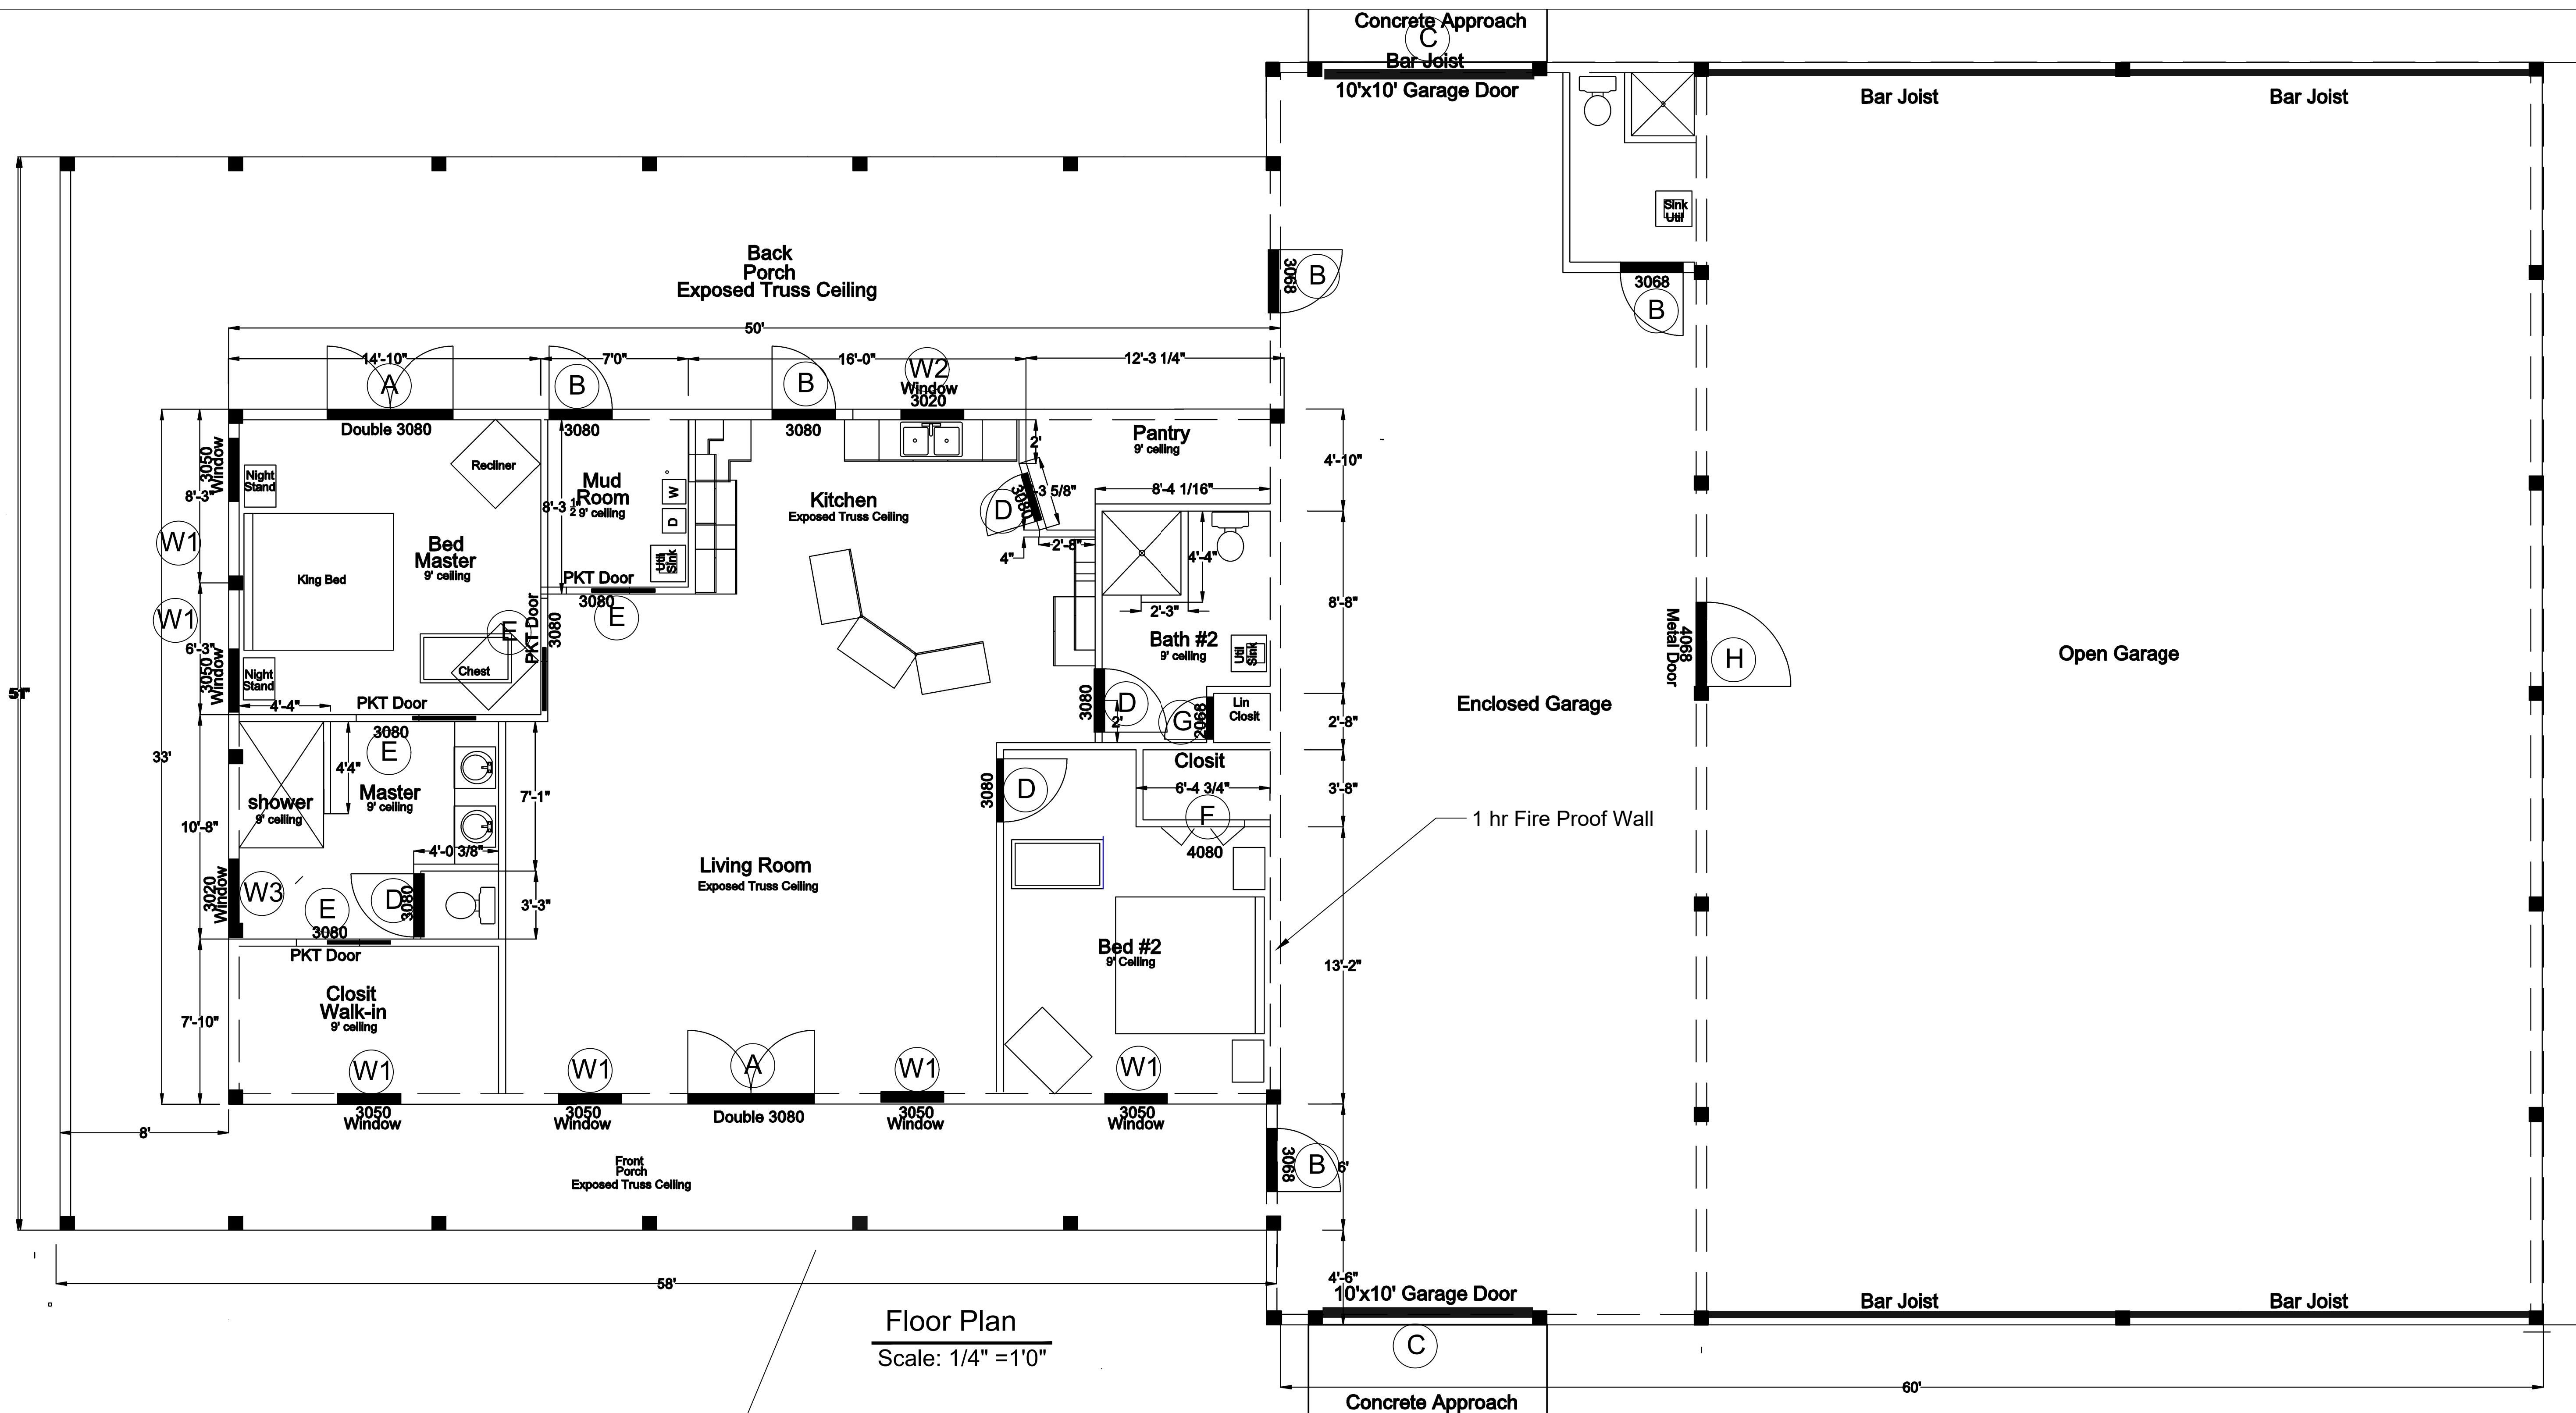 Concrete Approach
C
Bar Joist
10'x10' Garage Door
Bar Joist
Bar Joist
Sink
Util
3068
B
3068
B
Back
Porch
Exposed Truss Ceiling
50'
14'-10"
7'0"
16'-0"
12'-3 1/4"
A
B
B
W2
Window
3020
Double 3080
3080
3080
Pantry
9' ceiling
2'
4'-10"
3050
Window
8'-3"
Night
Stand
Recliner
Mud
Room
9' ceiling
8'-3 1/2"
W
D
Util
Sink
Kitchen
Exposed Truss Ceiling
D
3080
-3 5/8"
8'-4 1/16"
2'-8"
4"
W1
Bed
Master
9' ceiling
King Bed
PKT Door
3080
E
4'-4"
2'-3"
8'-8"
W1
6'-3"
3050
Window
E
PKT Door
3080
Chest
Night
Stand
4'-4"
PKT Door
3080
E
Bath #2
9' ceiling
Util
Sink
3080
D
2'
G
2068
Lin
Closit
2'-8"
51'
33'
4068
Metal Door
H
Open Garage
Enclosed Garage
shower
9' ceiling
4'4"
Master
9' ceiling
7'-1"
10'-8"
4'-0 3/8"
3080
D
Closit
6'-4 3/4"
F
4080
3'-8"
1 hr Fire Proof Wall
Living Room
Exposed Truss Ceiling
3020
Window
W3
E
D
3080
3'-3"
3080
PKT Door
Bed #2
9' Ceiling
13'-2"
Closit
Walk-in
9' ceiling
7'-10"
W1
W1
A
W1
W1
3050
Window
3050
Window
Double 3080
3050
Window
3050
Window
8'
Front
Porch
Exposed Truss Ceiling
3068
B
6'
58'
4'-6"
10'x10' Garage Door
Bar Joist
Bar Joist
Floor Plan
Scale: 1/4" =1'0"
C
60'
Concrete Approach